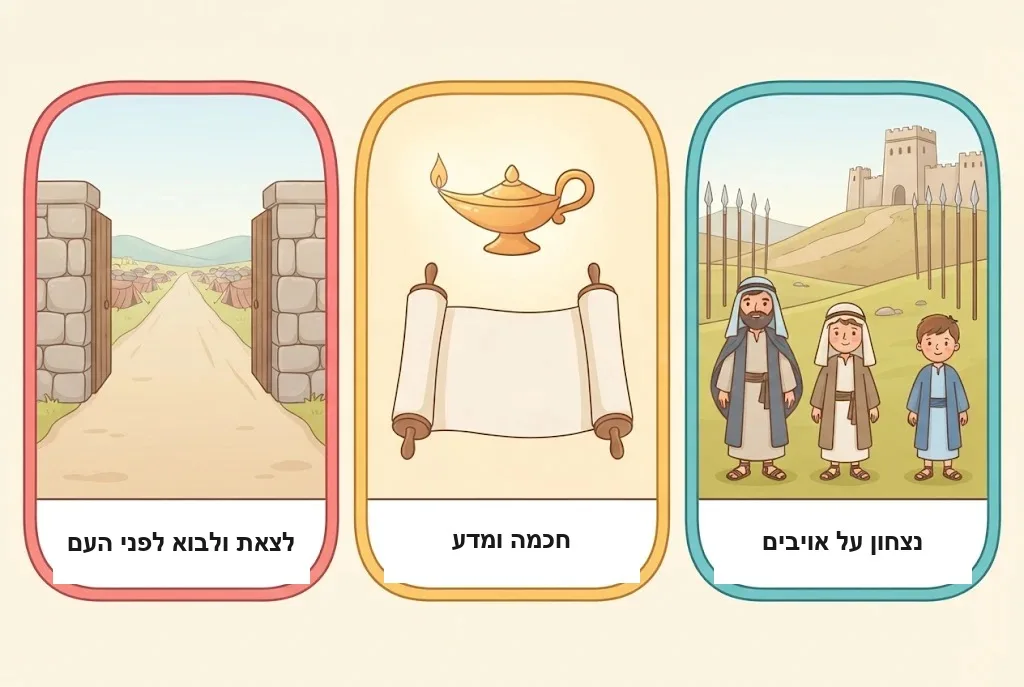 נצחון על אויבים
חכמה ומדע
לצאת ולבוא לפני העם